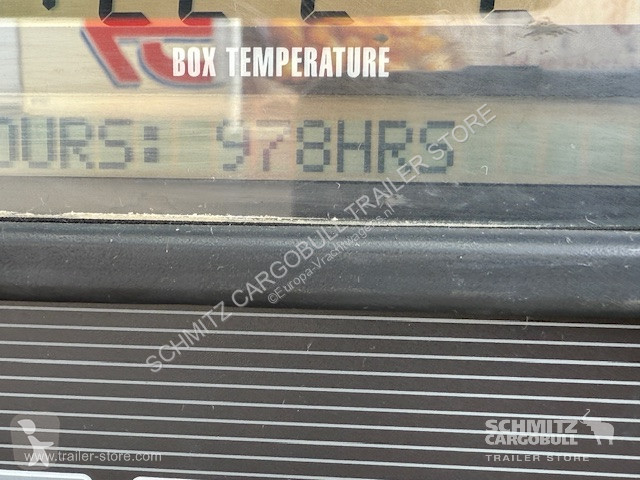 BOX TEMPERATURE
OURS: 978HRS
SCHMITZ CARGOBULL TRAILER STORE
©Europa-Vrachtwagens.nl
www.trailer-store.com
SCHMITZ
CARGOBULL
TRAILER STORE